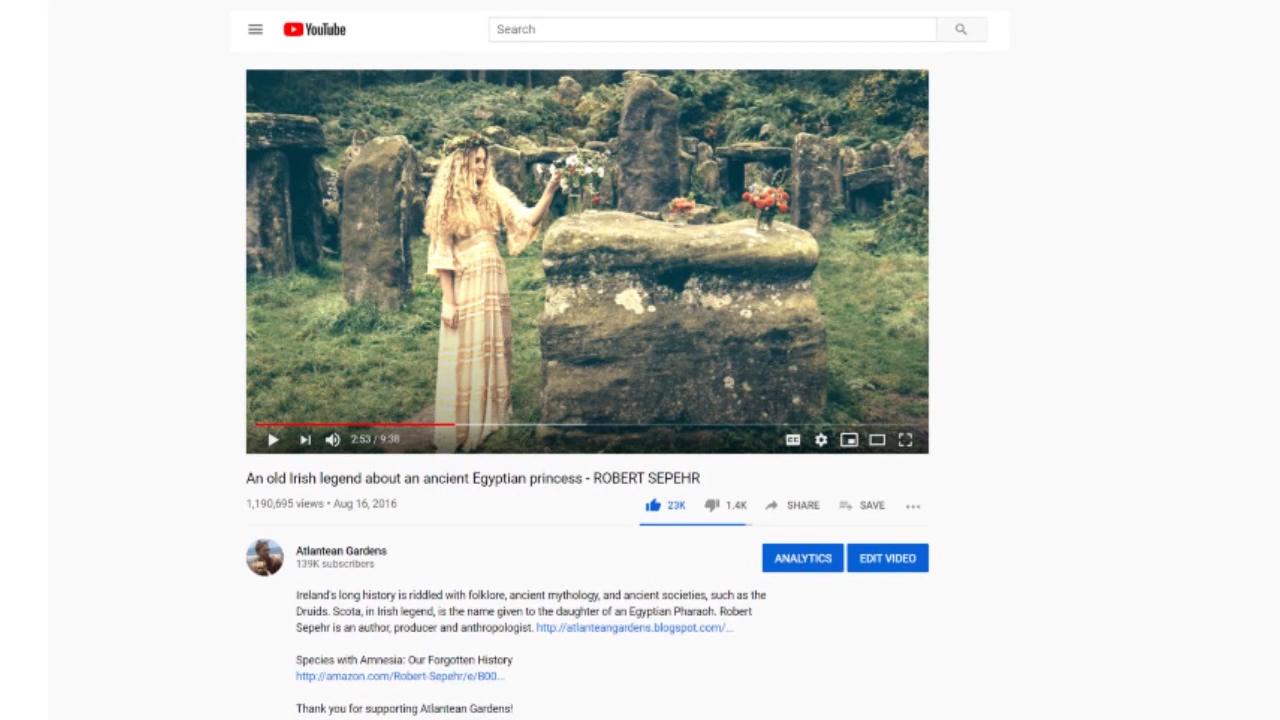 YouTube
Search
2:53 / 9:38
CC
An old Irish legend about an ancient Egyptian princess - ROBERT SEPEHR
1,190,695 views • Aug 16, 2016
23K
1.4K
SHARE
SAVE
Atlantean Gardens
139K subscribers
ANALYTICS
EDIT VIDEO
Ireland's long history is riddled with folklore, ancient mythology, and ancient societies, such as the
Druids. Scota, in Irish legend, is the name given to the daughter of an Egyptian Pharaoh. Robert
Sepehr is an author, producer and anthropologist. http://atlanteangardens.blogspot.com/...
Species with Amnesia: Our Forgotten History
http://amazon.com/Robert-Sepehr/e/B00...
Thank you for supporting Atlantean Gardens!